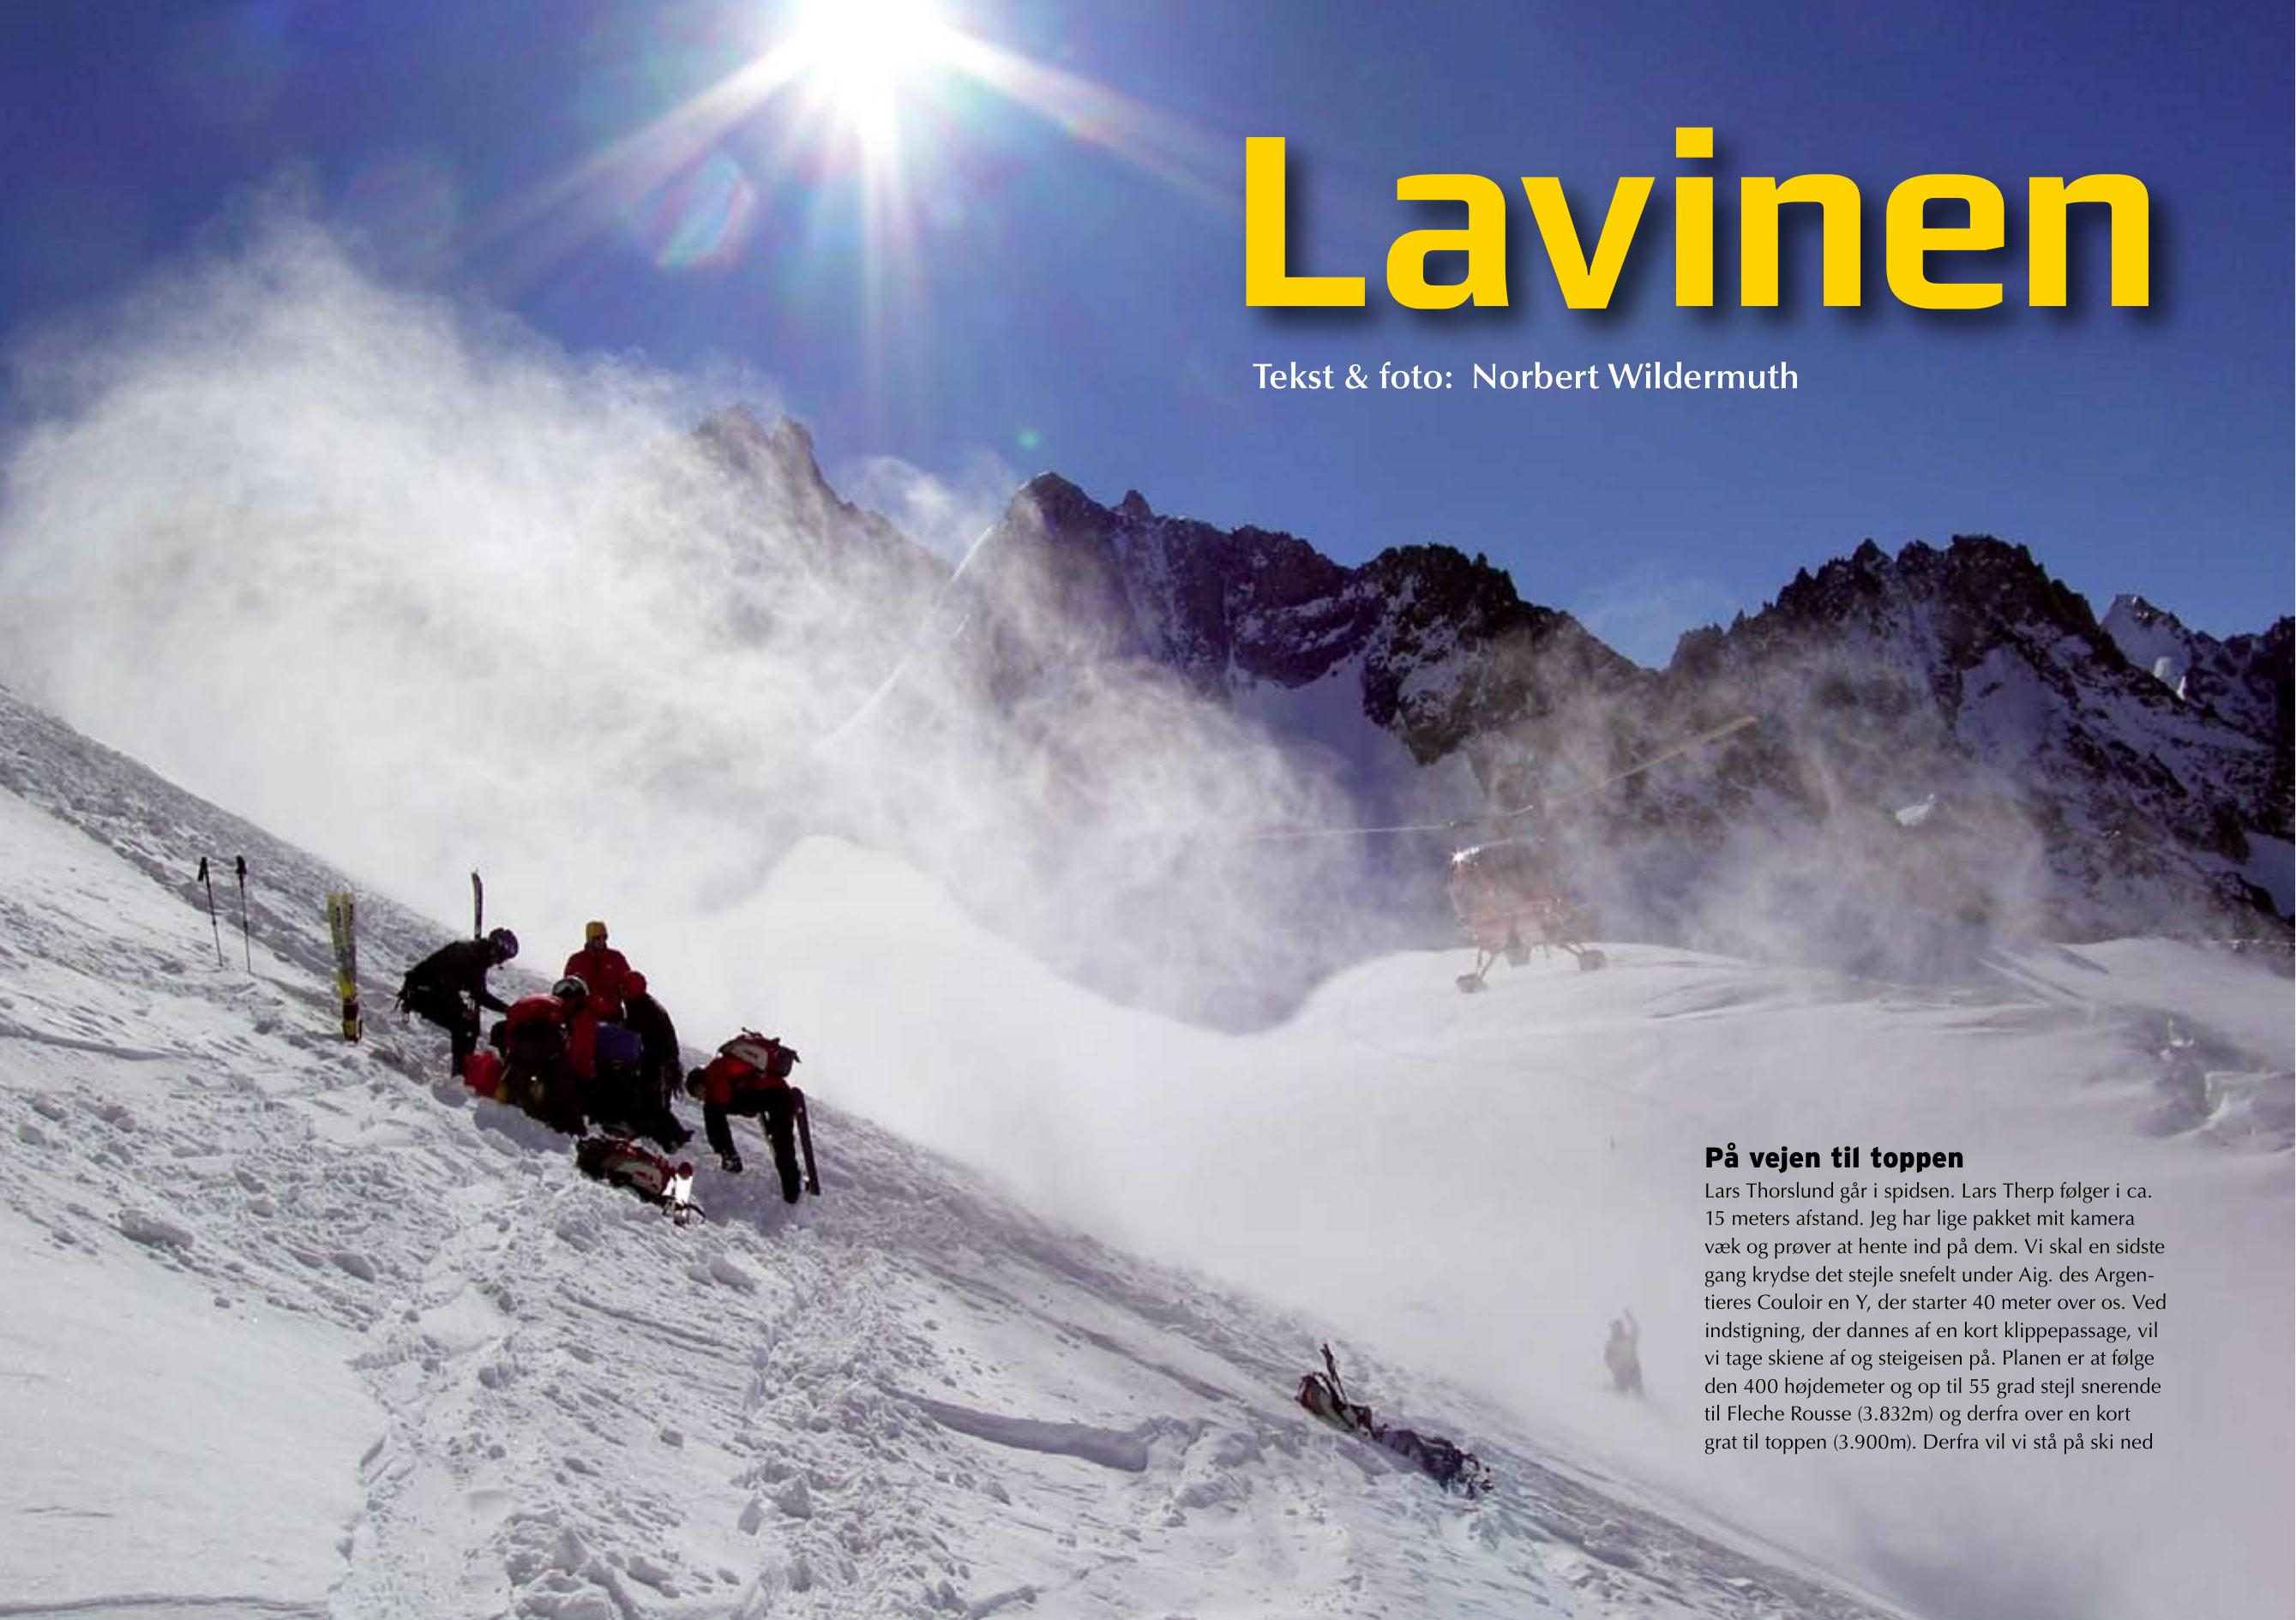 Lavinen
Tekst & foto: Norbert Wildermuth
På vejen til toppen
Lars Thorslund går i spidsen. Lars Therp følger i ca.
15 meters afstand. Jeg har lige pakket mit kamera
væk og prøver at hente ind på dem. Vi skal en sidste
gang krydse det stejle snefelt under Aig. des Argen-
tieres Couloir en Y, der starter 40 meter over os. Ved
indstigning, der dannes af en kort klippepassage, vil
vi tage skiene af og steigeisen på. Planen er at følge
den 400 højdemeter og op til 55 grad stejl snerende
til Fleche Rousse (3.832m) og derfra over en kort
grat til toppen (3.900m). Derfra vil vi stå på ski ned